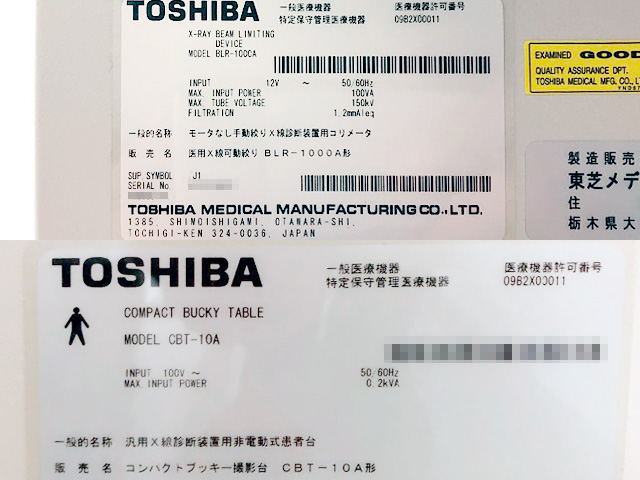 TOSHIBA
一般医療機器
特定保守管理医療機器
医療機器許可番号
09B2X00011
X-RAY BEAM LIMITING
DEVICE
MODEL BLR-1000A
INPUT 12V ～ 50/60Hz
MAX. INPUT POWER 100VA
MAX. TUBE VOLTAGE 150kV
FILTRATION 1.2mmAleq
一般的名称 モータなし手動絞りX線診断装置用コリメータ
販 売 名 医用X線可動絞り BLR-1000A形
SUP. SYMBOL J1
SERIAL No.
TOSHIBA MEDICAL MANUFACTURING CO., LTD.
1385, SHIMOISHIGAMI, OTAWARA-SHI,
TOCHIGI-KEN 324-0036, JAPAN
EXAMINED GOOD
QUALITY ASSURANCE DPT.
TOSHIBA MEDICAL MFG. CO., L
製造販売
東芝メデ
住
栃木県大
TOSHIBA
一般医療機器
特定保守管理医療機器
医療機器許可番号
09B2X00011
COMPACT BUCKY TABLE
MODEL CBT-10A
INPUT 100V ～ 50/60Hz
MAX. INPUT POWER 0.2kVA
一般的名称 汎用X線診断装置用非電動式患者台
販 売 名 コンパクトブッキー撮影台 CBT-10A形